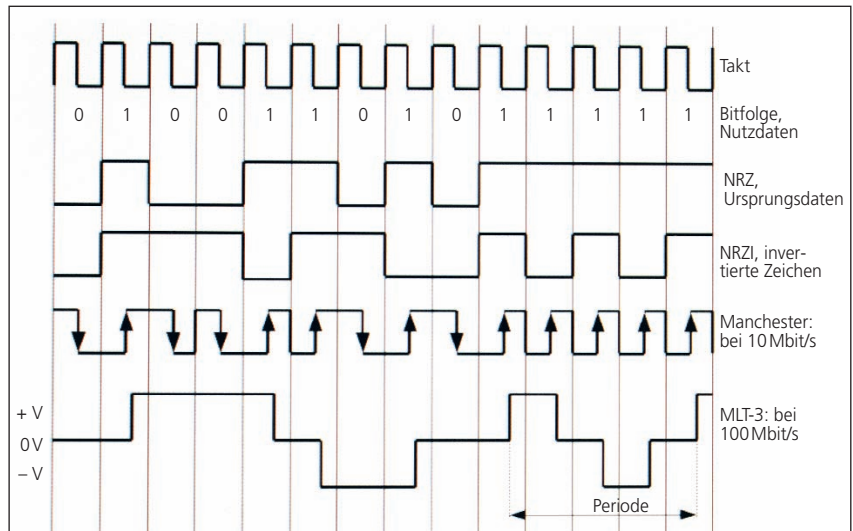 Takt
0 1 0 0 1 1 0 1 0 1 1 1 1 1
Bitfolge,
Nutzdaten
NRZ,
Ursprungsdaten
NRZI, inver-
tierte Zeichen
Manchester:
bei 10 Mbit/s
+ V
0 V
– V
MLT-3: bei
100 Mbit/s
Periode